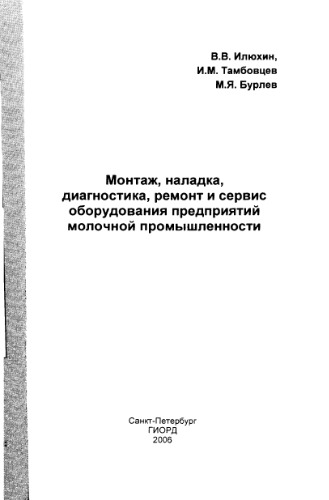 В.В. Илюхин,
И.М. Тамбовцев
М.Я. Бурлев
Монтаж, наладка,
диагностика, ремонт и сервис
оборудования предприятий
молочной промышленности
Санкт-Петербург
ГИОРД
2006